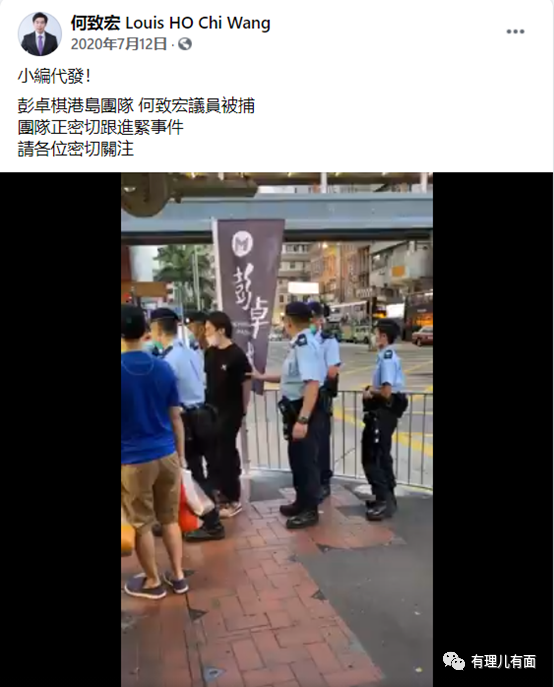 何致宏 Louis HO Chi Wang
2020年7月12日
小編代發！
彭卓棋港島團隊 何致宏議員被捕
團隊正密切跟進緊事件
請各位密切關注
M
彭卓
有理儿有面